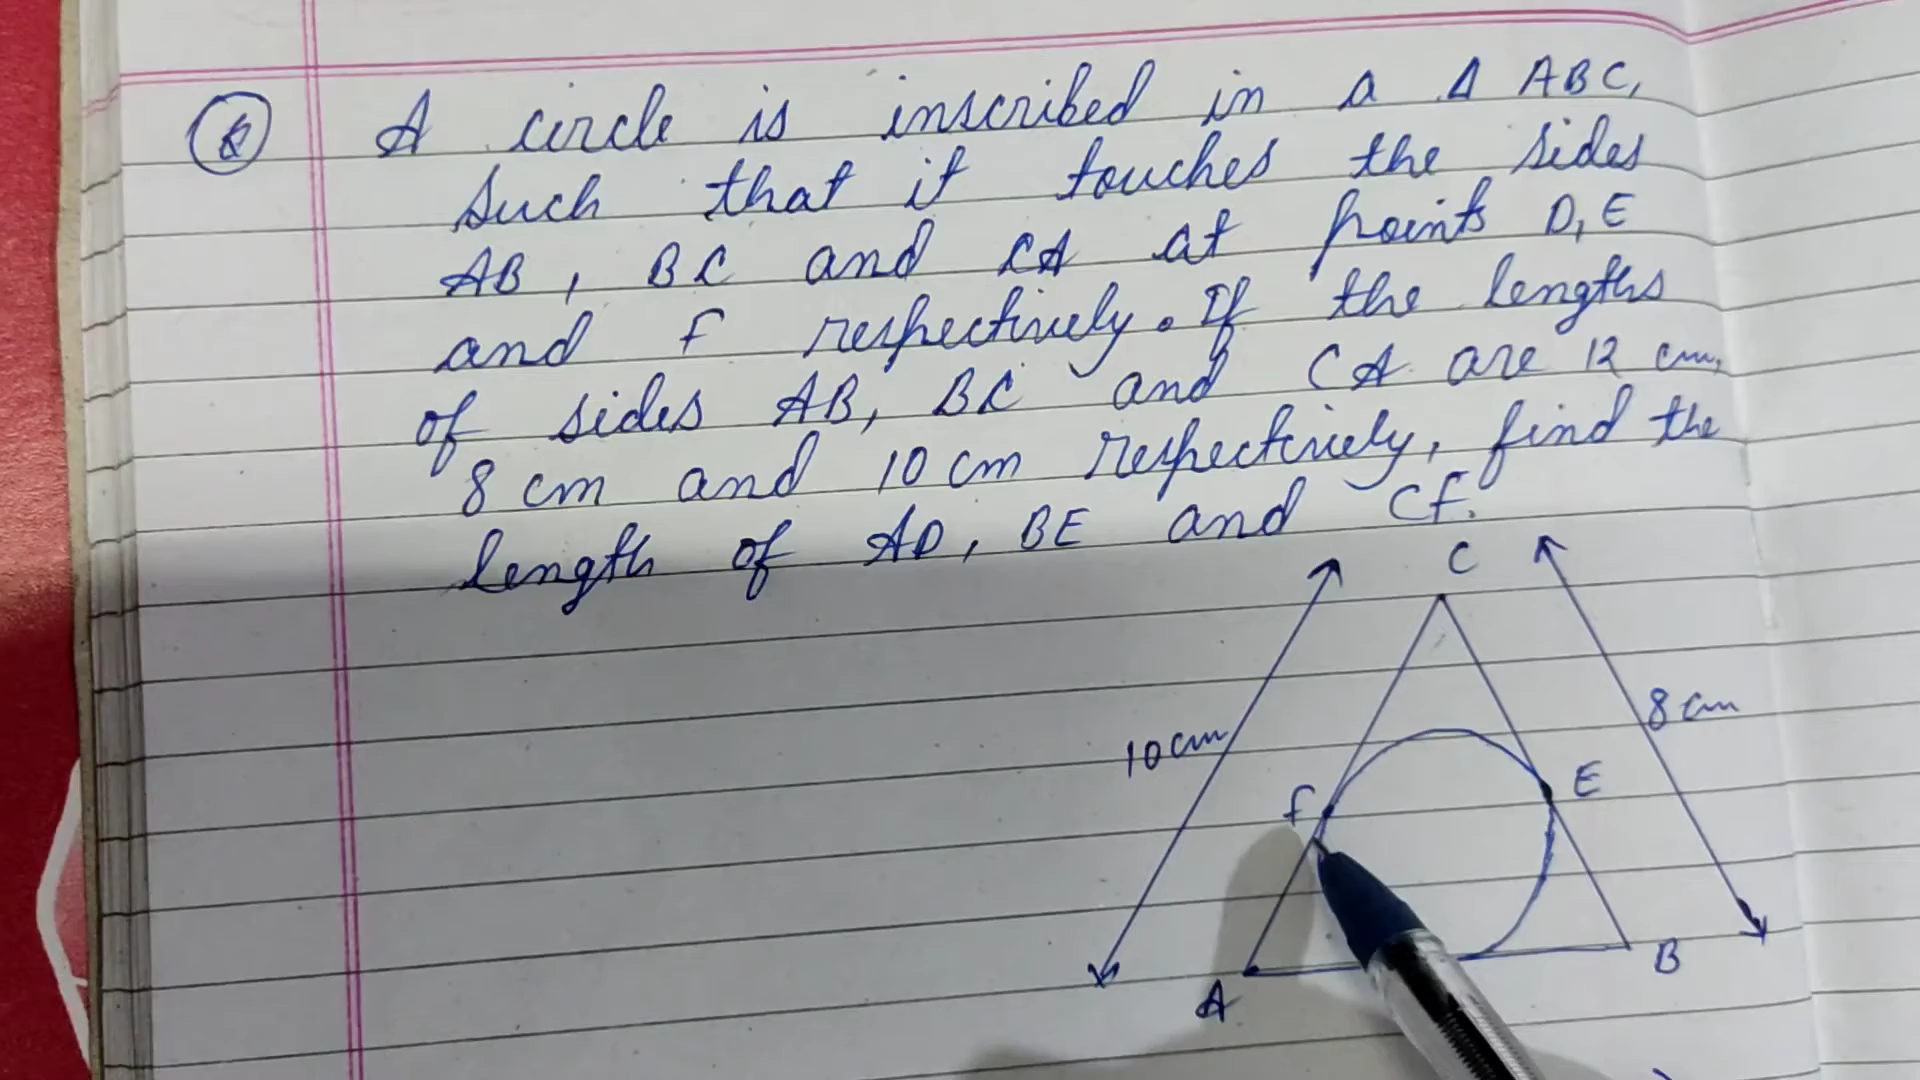 Q A circle is inscribed in a Δ ABC,
such that it touches the sides
AB, BC and CA at points D, E
and F respectively. If the lengths
of sides AB, BC and CA are 12 cm,
8 cm and 10 cm respectively, find the
length of AD, BE and CF.
C
10 cm
8 cm
F
E
A
B